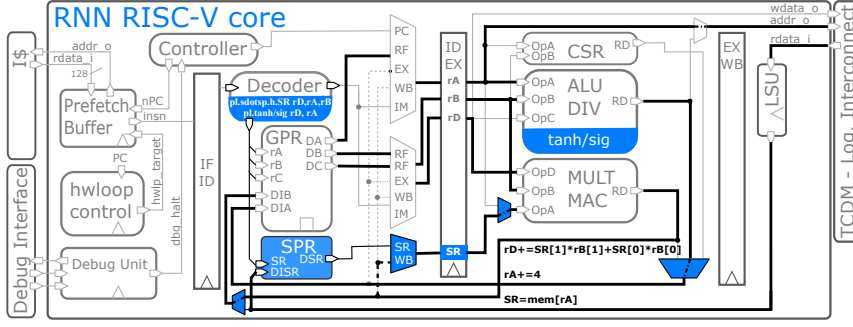 RNN RISC-V core
wdata_o
addr_o
rdata_i
I$
addr_o
rdata_i
128
Prefetch
Buffer
nPC
insn
PC
hwloop
control
hwlp_target
dbg_halt
Debug Interface
Debug Unit
Controller
IF
ID
Decoder
pl.sdotsp.h.SR rD,rA,rB
pl.tanh/sig rD, rA
GPR
rA
rB
rC
DIB
DIA
DA
DB
DC
SPR
SR
DISR
DSR
PC
RF
EX
WB
IM
RF
RF
EX
WB
IM
SR
WB
ID
EX
rA
rB
rD
SR
OpA
OpB
CSR
RD
OpA
OpB
OpC
ALU
DIV
RD
tanh/sig
OpD
OpB
OpA
MULT
MAC
RD
rD+=SR[1]*rB[1]+SR[0]*rB[0]
rA+=4
SR=mem[rA]
EX
WB
LSU
TCDM - Log. Interconnect